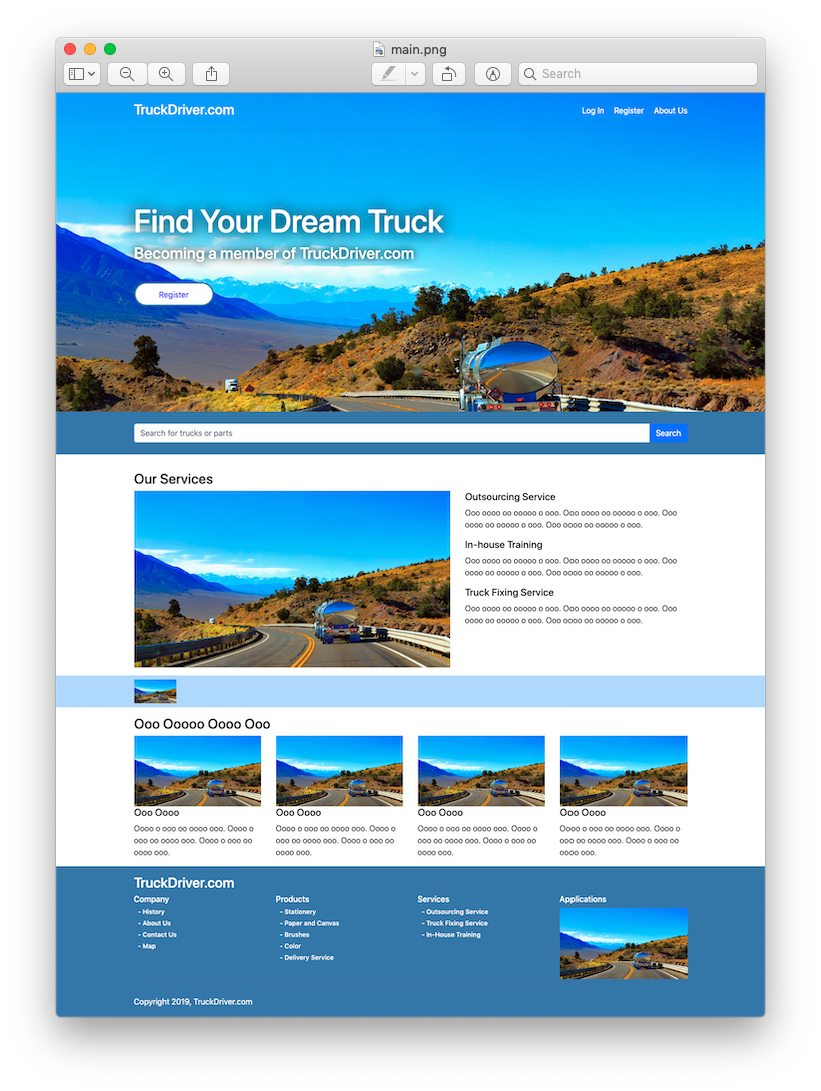 main.png
Search
TruckDriver.com
Log In Register About Us
Find Your Dream Truck
Becoming a member of TruckDriver.com
Register
Search for trucks or parts
Search
Our Services
Outsourcing Service
Ooo oooo oo ooooo o ooo. Ooo oooo oo ooooo o ooo. Ooo
oooo oo ooooo o ooo. Ooo oooo oo ooooo o ooo.
In-house Training
Ooo oooo oo ooooo o ooo. Ooo oooo oo ooooo o ooo. Ooo
oooo oo ooooo o ooo. Ooo oooo oo ooooo o ooo.
Truck Fixing Service
Ooo oooo oo ooooo o ooo. Ooo oooo oo ooooo o ooo. Ooo
oooo oo ooooo o ooo. Ooo oooo oo ooooo o ooo.
Ooo Ooooo Oooo Ooo
Ooo Oooo
Oooo o ooo oo oooo ooo. Oooo o
ooo oo oooo ooo. Oooo o ooo oo
oooo ooo.
Ooo Oooo
Oooo o ooo oo oooo ooo. Oooo o
ooo oo oooo ooo. Oooo o ooo oo
oooo ooo.
Ooo Oooo
Oooo o ooo oo oooo ooo. Oooo o
ooo oo oooo ooo. Oooo o ooo oo
oooo ooo.
Ooo Oooo
Oooo o ooo oo oooo ooo. Oooo o
ooo oo oooo ooo. Oooo o ooo oo
oooo ooo.
TruckDriver.com
Company
- History
- About Us
- Contact Us
- Map
Products
- Stationery
- Paper and Canvas
- Brushes
- Color
- Delivery Service
Services
- Outsourcing Service
- Truck Fixing Service
- In-House Training
Applications
Copyright 2019, TruckDriver.com